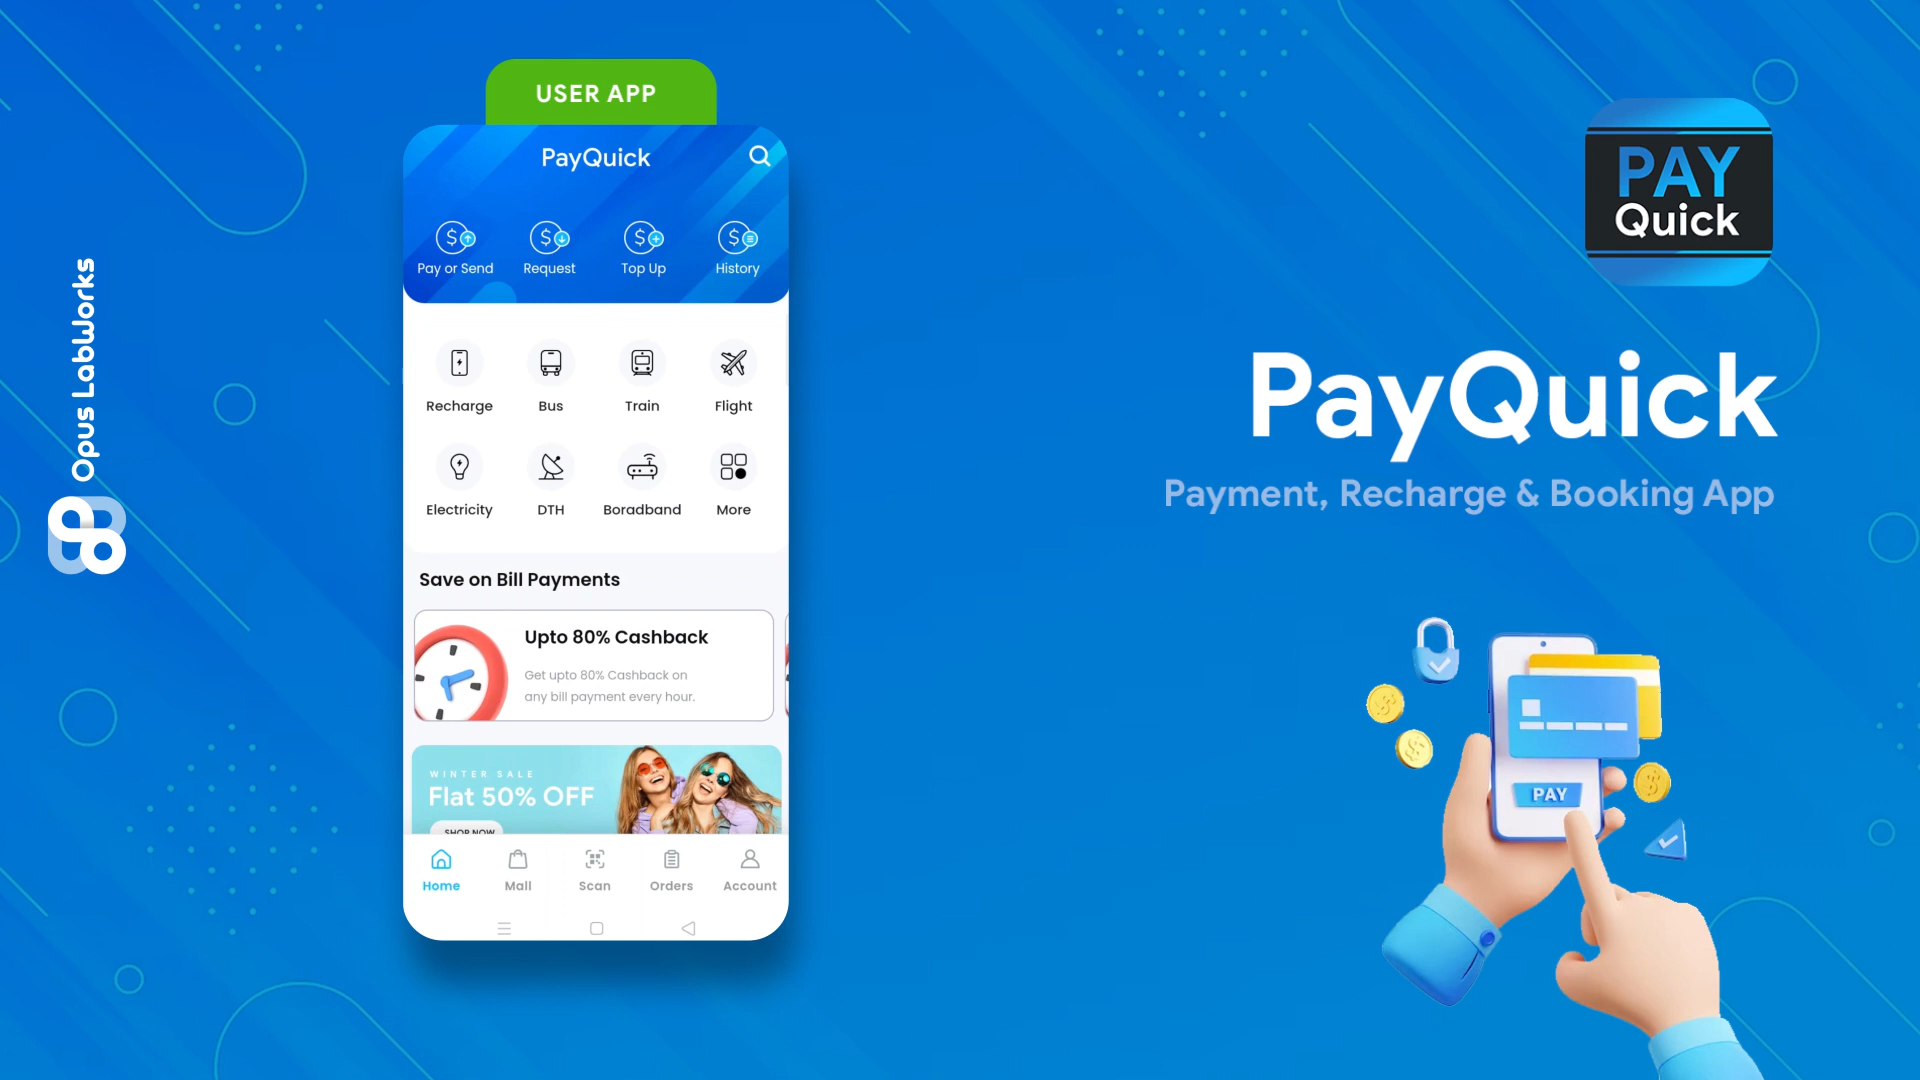 Opus LabWorks
USER APP
PayQuick
Pay or Send
Request
Top Up
History
Recharge
Bus
Train
Flight
Electricity
DTH
Boradband
More
Save on Bill Payments
Upto 80% Cashback
Get upto 80% Cashback on
any bill payment every hour.
WINTER SALE
Flat 50% OFF
SHOP NOW
Home
Mall
Scan
Orders
Account
PAY
Quick
PayQuick
Payment, Recharge & Booking App
PAY